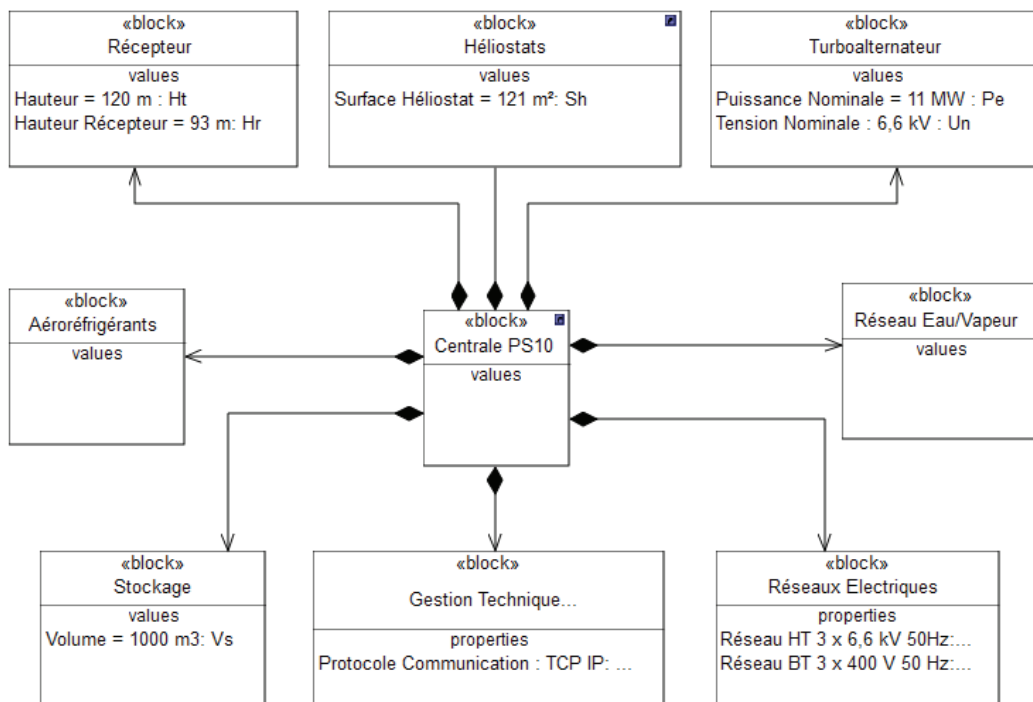 «block»
Récepteur
values
Hauteur = 120 m : Ht
Hauteur Récepteur = 93 m: Hr
«block»
Héliostats
values
Surface Héliostat = 121 m²: Sh
«block»
Turboalternateur
values
Puissance Nominale = 11 MW : Pe
Tension Nominale : 6,6 kV : Un
«block»
Aéroréfrigérants
values
«block»
Centrale PS10
values
«block»
Réseau Eau/Vapeur
values
«block»
Stockage
values
Volume = 1000 m3: Vs
«block»
Gestion Technique...
properties
Protocole Communication : TCP IP: ...
«block»
Réseaux Electriques
properties
Réseau HT 3 x 6,6 kV 50Hz:...
Réseau BT 3 x 400 V 50 Hz:...